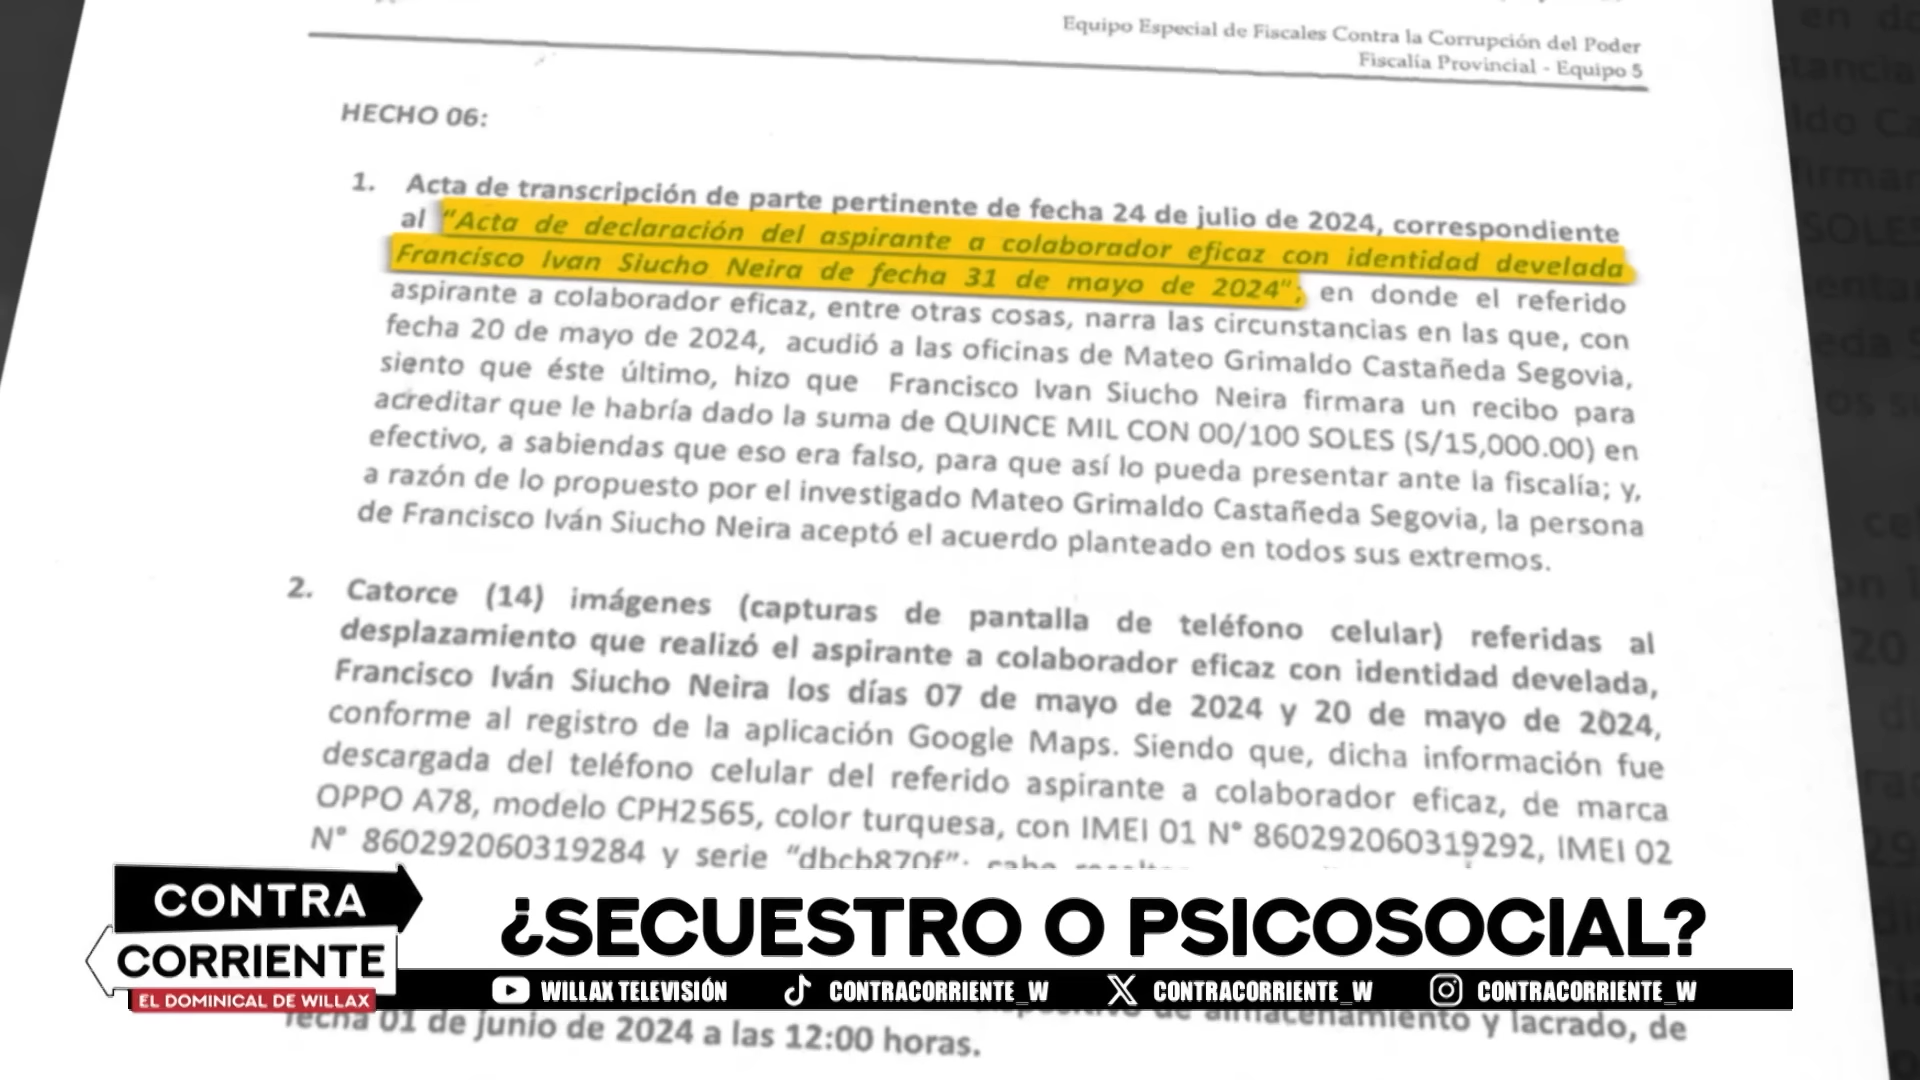 Equipo Especial de Fiscales Contra la Corrupción del Poder
Fiscalía Provincial - Equipo 5
HECHO 06:
1. Acta de transcripción de parte pertinente de fecha 24 de julio de 2024, correspondiente
al “Acta de declaración del aspirante a colaborador eficaz con identidad develada
Francisco Ivan Siucho Neira de fecha 31 de mayo de 2024”; en donde el referido
aspirante a colaborador eficaz, entre otras cosas, narra las circunstancias en las que, con
fecha 20 de mayo de 2024, acudió a las oficinas de Mateo Grimaldo Castañeda Segovia,
siento que éste último, hizo que Francisco Ivan Siucho Neira firmara un recibo para
acreditar que le habría dado la suma de QUINCE MIL CON 00/100 SOLES (S/15,000.00) en
efectivo, a sabiendas que eso era falso, para que así lo pueda presentar ante la fiscalía; y,
a razón de lo propuesto por el investigado Mateo Grimaldo Castañeda Segovia, la persona
de Francisco Iván Siucho Neira aceptó el acuerdo planteado en todos sus extremos.
2. Catorce (14) imágenes (capturas de pantalla de teléfono celular) referidas al
desplazamiento que realizó el aspirante a colaborador eficaz con identidad develada,
Francisco Iván Siucho Neira los días 07 de mayo de 2024 y 20 de mayo de 2024,
conforme al registro de la aplicación Google Maps. Siendo que, dicha información fue
descargada del teléfono celular del referido aspirante a colaborador eficaz, de marca
OPPO A78, modelo CPH2565, color turquesa, con IMEI 01 N° 860292060319292, IMEI 02
N° 860292060319284 y serie “dbcb870f”; cabe
CONTRA
CORRIENTE
EL DOMINICAL DE WILLAX
¿SECUESTRO O PSICOSOCIAL?
WILLAX TELEVISIÓN CONTRACORRIENTE_W CONTRACORRIENTE_W CONTRACORRIENTE_W
de almacenamiento y lacrado, de
fecha 01 de junio de 2024 a las 12:00 horas.